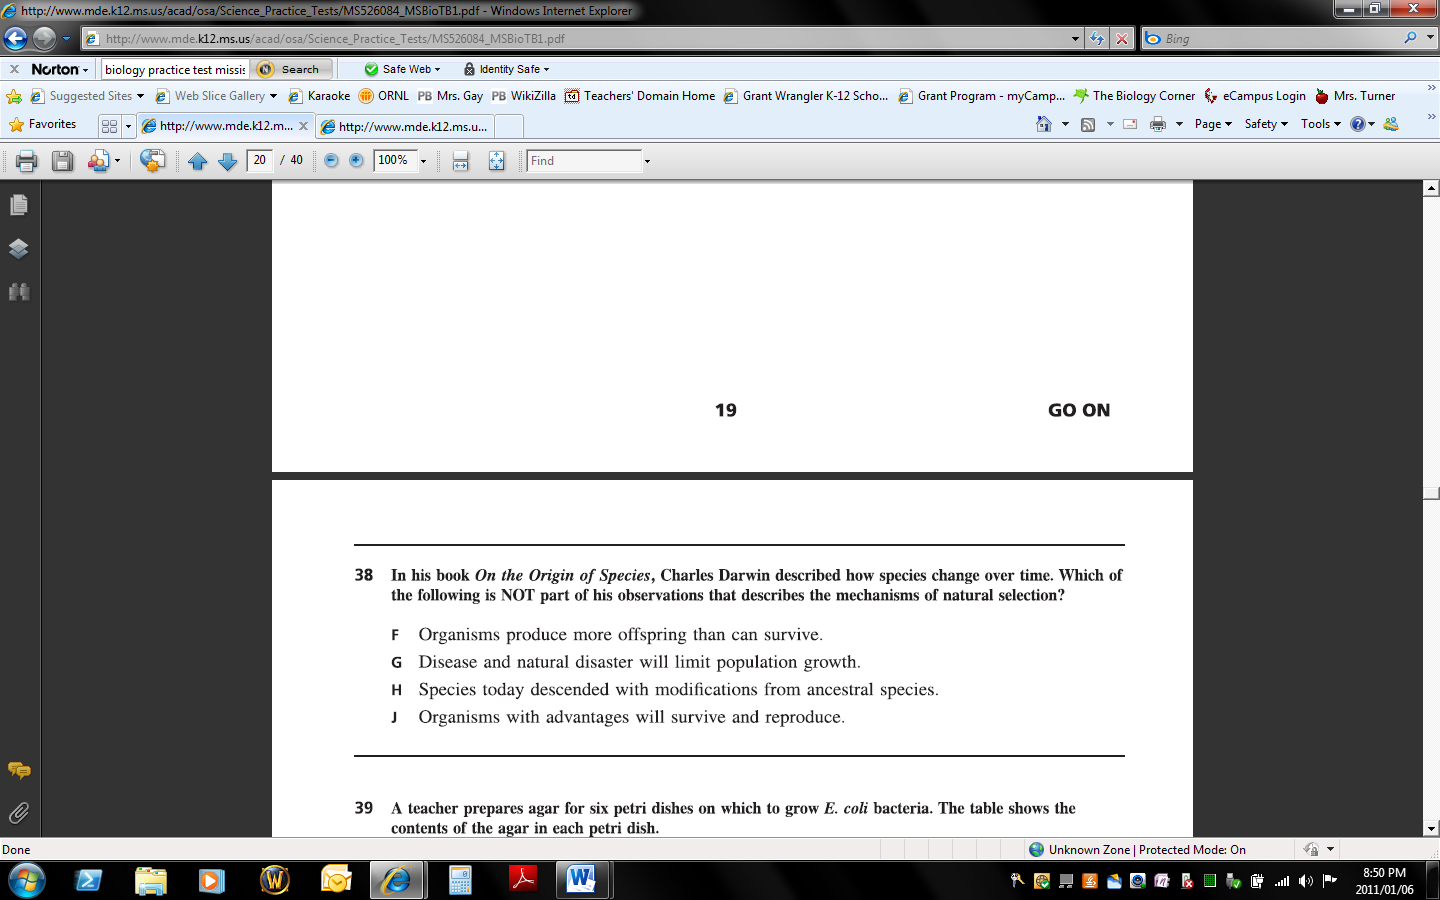 http://www.mde.k12.ms.us/acad/osa/Science_Practice_Tests/MS526084_MSBioTB1.pdf - Windows Internet Explorer
http://www.mde.k12.ms.us/acad/osa/Science_Practice_Tests/MS526084_MSBioTB1.pdf
Bing
x Norton biology practice test missis Search Safe Web Identity Safe
Suggested Sites Web Slice Gallery Karaoke ORNL PB Mrs. Gay PB WikiZilla td Teachers' Domain Home Grant Wrangler K-12 Scho... Grant Program - myCamp... The Biology Corner eCampus Login Mrs. Turner
Favorites http://www.mde.k12.m... http://www.mde.k12.ms.u... Page Safety Tools
20 / 40 100% Find
19 GO ON
38 In his book On the Origin of Species, Charles Darwin described how species change over time. Which of
the following is NOT part of his observations that describes the mechanisms of natural selection?
F Organisms produce more offspring than can survive.
G Disease and natural disaster will limit population growth.
H Species today descended with modifications from ancestral species.
J Organisms with advantages will survive and reproduce.
39 A teacher prepares agar for six petri dishes on which to grow E. coli bacteria. The table shows the
contents of the agar in each petri dish.
Done Unknown Zone | Protected Mode: On
8:50 PM
2011/01/06